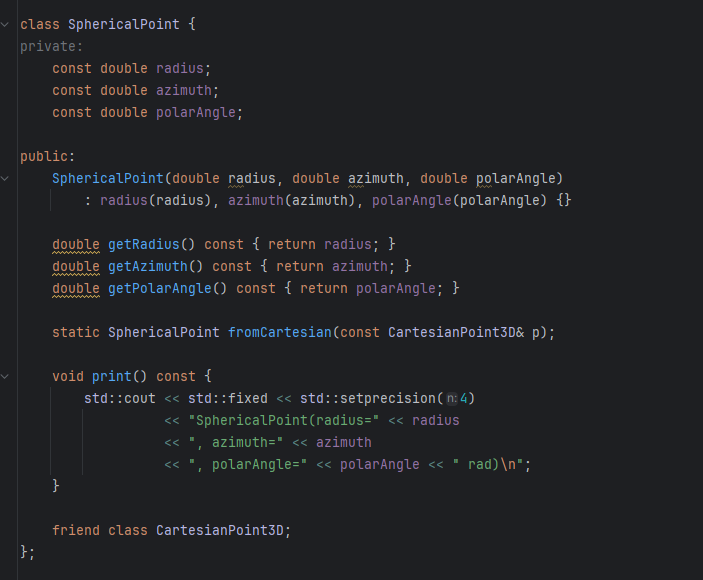 class SphericalPoint {
private:
    const double radius;
    const double azimuth;
    const double polarAngle;

public:
    SphericalPoint(double radius, double azimuth, double polarAngle)
        : radius(radius), azimuth(azimuth), polarAngle(polarAngle) {}

    double getRadius() const { return radius; }
    double getAzimuth() const { return azimuth; }
    double getPolarAngle() const { return polarAngle; }

    static SphericalPoint fromCartesian(const CartesianPoint3D& p);

    void print() const {
        std::cout << std::fixed << std::setprecision(n:4)
                  << "SphericalPoint(radius=" << radius
                  << ", azimuth=" << azimuth
                  << ", polarAngle=" << polarAngle << " rad)\n";
    }

    friend class CartesianPoint3D;
};